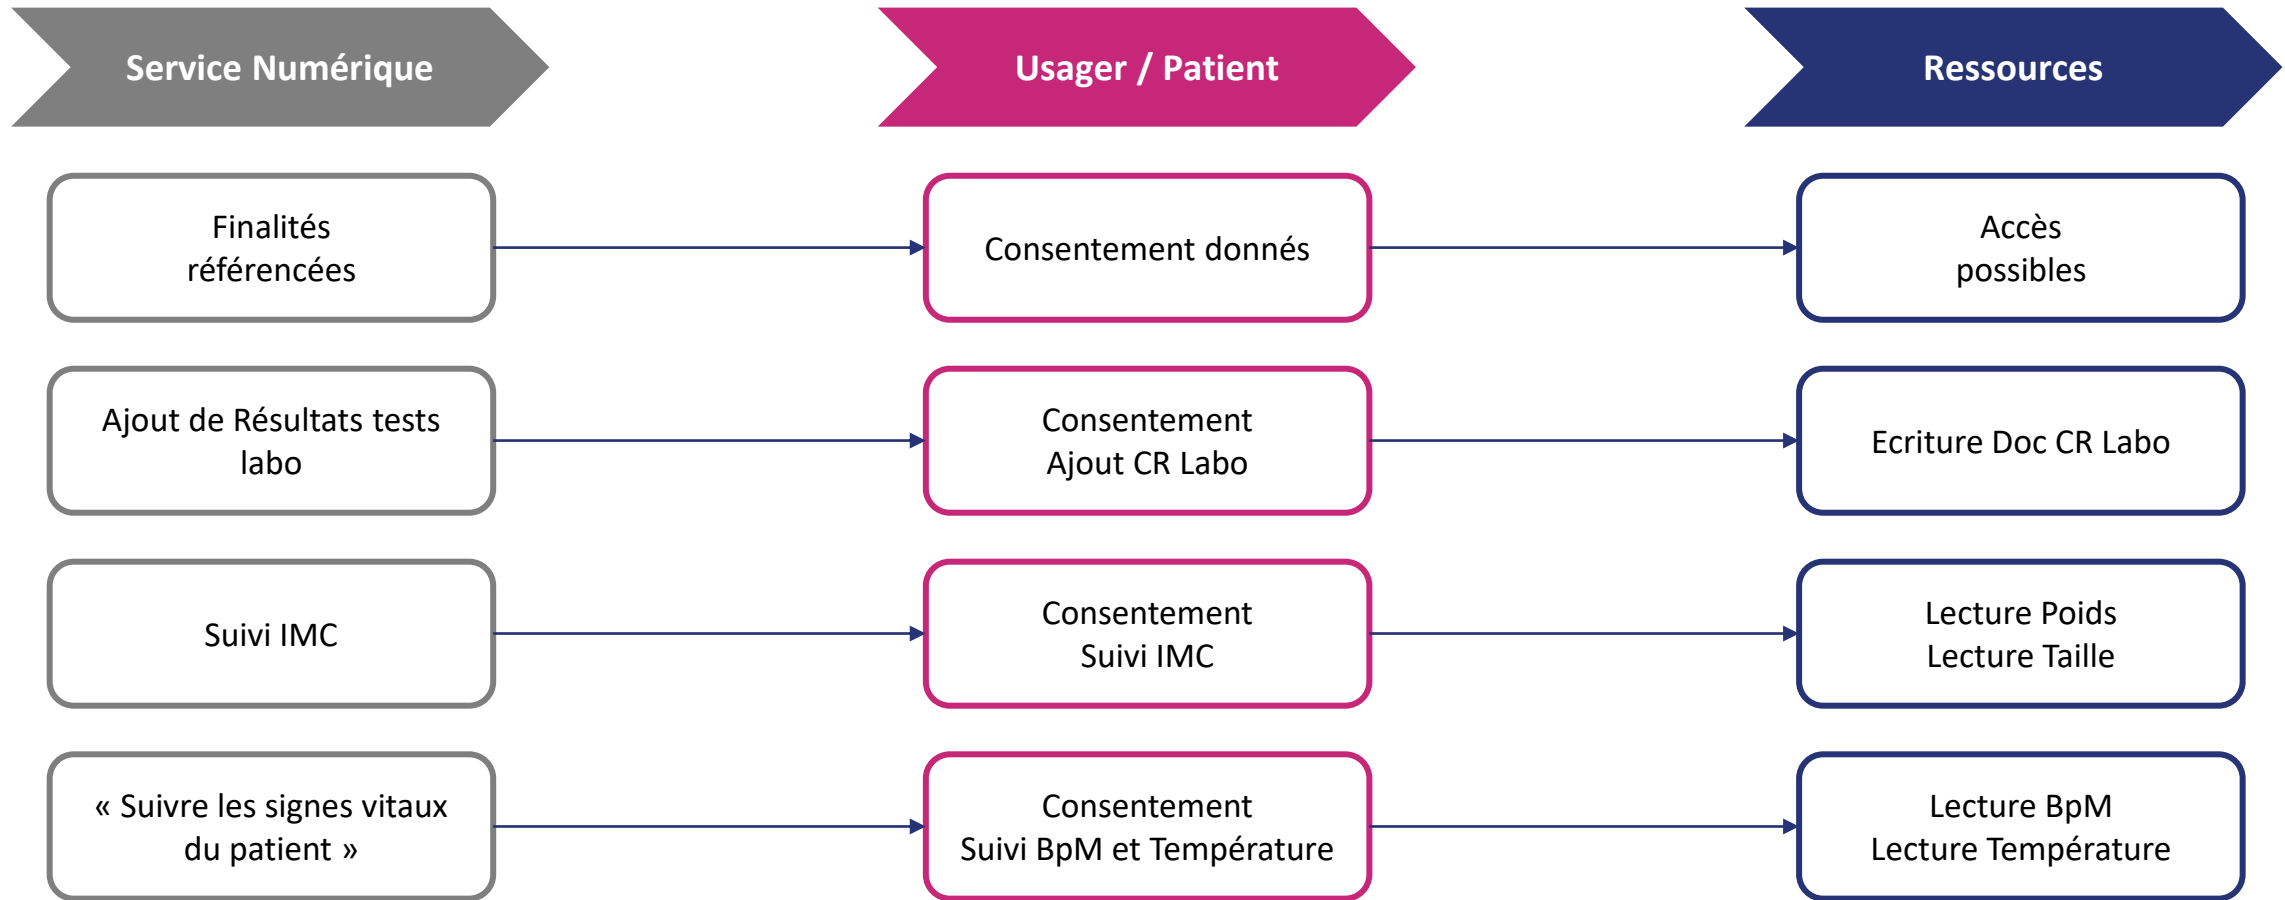 Service Numérique
Usager / Patient
Ressources
Finalités
référencées
Consentement donnés
Accès
possibles
Ajout de Résultats tests
labo
Consentement
Ajout CR Labo
Ecriture Doc CR Labo
Suivi IMC
Consentement
Suivi IMC
Lecture Poids
Lecture Taille
« Suivre les signes vitaux
du patient »
Consentement
Suivi BpM et Température
Lecture BpM
Lecture Température